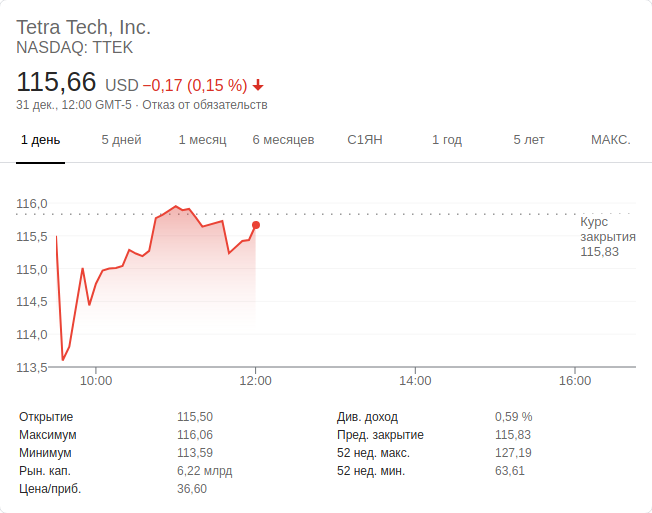 Tetra Tech, Inc.
NASDAQ: TTEK
115,66 USD −0,17 (0,15 %)
31 дек., 12:00 GMT-5 · Отказ от обязательств
1 день 5 дней 1 месяц 6 месяцев С1ЯН 1 год 5 лет МАКС.
116,0
115,5
115,0
114,5
114,0
113,5
Курс
закрытия
115,83
10:00 12:00 14:00 16:00
Открытие 115,50 Див. доход 0,59 %
Максимум 116,06 Пред. закрытие 115,83
Минимум 113,59 52 нед. макс. 127,19
Рын. кап. 6,22 млрд 52 нед. мин. 63,61
Цена/приб. 36,60